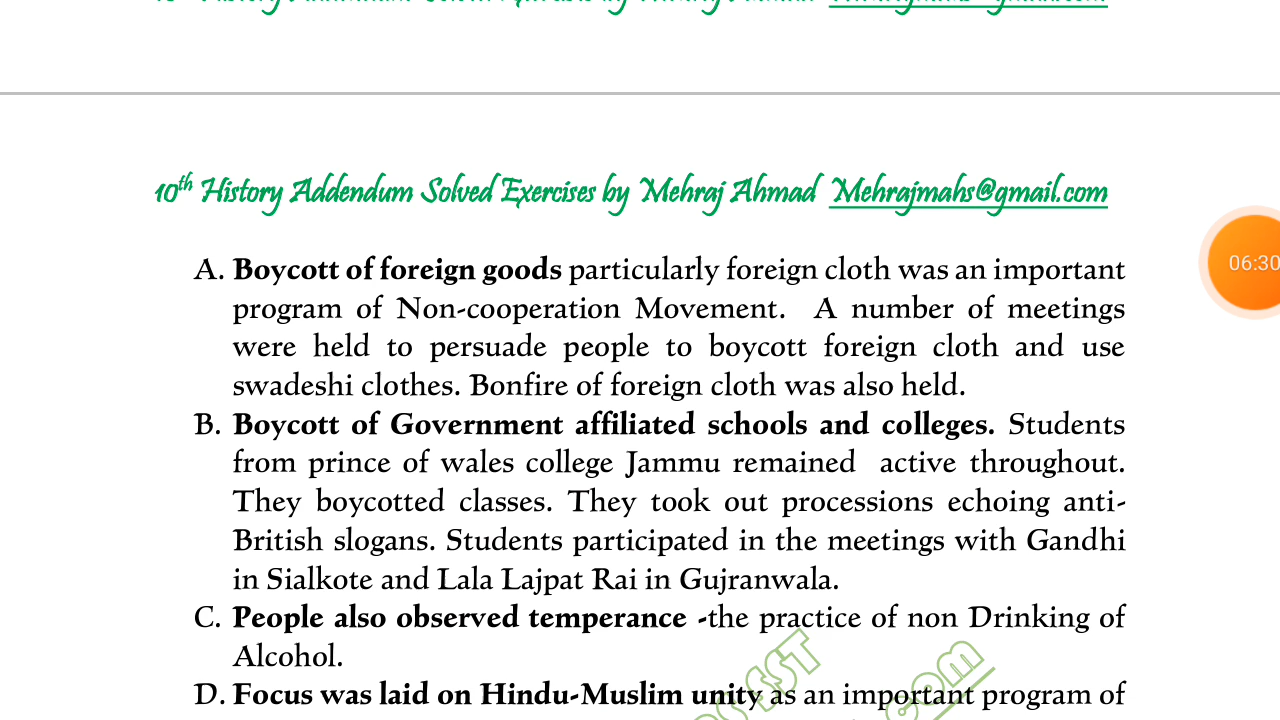 10th History Addendum Solved Exercises by Mehraj Ahmad Mehrajmahs@gmail.com
A. Boycott of foreign goods particularly foreign cloth was an important
program of Non-cooperation Movement. A number of meetings
were held to persuade people to boycott foreign cloth and use
swadeshi clothes. Bonfire of foreign cloth was also held.
B. Boycott of Government affiliated schools and colleges. Students
from prince of wales college Jammu remained active throughout.
They boycotted classes. They took out processions echoing anti-
British slogans. Students participated in the meetings with Gandhi
in Sialkote and Lala Lajpat Rai in Gujranwala.
C. People also observed temperance -the practice of non Drinking of
Alcohol.
D. Focus was laid on Hindu-Muslim unity as an important program of
06:30
SST
.com